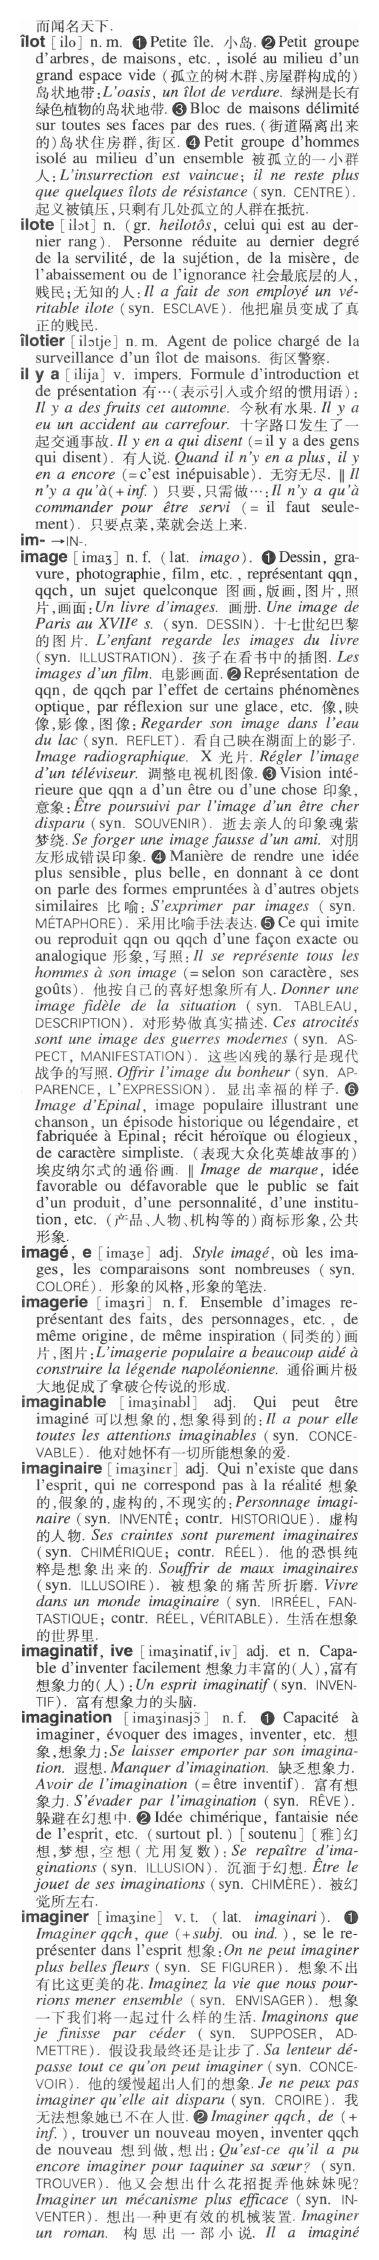 而闻名天下.
îlot [ilo] n. m. ❶ Petite île. 小岛. ❷ Petit groupe
d'arbres, de maisons, etc. , isolé au milieu d'un
grand espace vide (孤立的树木群、房屋群构成的)
岛状地带:L'oasis, un îlot de verdure. 绿洲是长有
绿色植物的岛状地带. ❸ Bloc de maisons délimité
sur toutes ses faces par des rues. (街道隔离出来
的)岛状住房群,街区. ❹ Petit groupe d'hommes
isolé au milieu d'un ensemble 被孤立的一小群
人:L'insurrection est vaincue; il ne reste plus
que quelques îlots de résistance (syn. CENTRE).
起义被镇压,只剩有几处孤立的人群在抵抗.
ilote [ilɔt] n. (gr. heilotôs, celui qui est au der-
nier rang). Personne réduite au dernier degré
de la servilité, de la sujétion, de la misère, de
l'abaissement ou de l'ignorance 社会最底层的人,
贱民;无知的人:Il a fait de son employé un vé-
ritable ilote (syn. ESCLAVE). 他把雇员变成了真
正的贱民.
îlotier [ilɔtje] n. m. Agent de police chargé de la
surveillance d'un îlot de maisons. 街区警察.
il y a [ilija] v. impers. Formule d'introduction et
de présentation 有…(表示引入或介绍的惯用语):
Il y a des fruits cet automne. 今秋有水果. Il y a
eu un accident au carrefour. 十字路口发生了一
起交通事故. Il y en a qui disent (=il y a des gens
qui disent). 有人说. Quand il n'y en a plus, il y
en a encore (=c'est inépuisable). 无穷无尽. ‖ Il
n'y a qu'à(+inf.) 只要,只需做…:Il n'y a qu'à
commander pour être servi (= il faut seule-
ment). 只要点菜,菜就会送上来.
im- →IN-.
image [imaʒ] n. f. (lat. imago). ❶ Dessin, gra-
vure, photographie, film, etc. , représentant qqn,
qqch, un sujet quelconque 图画,版画,图片,照
片,画面:Un livre d'images. 画册. Une image de
Paris au XVIIe s. (syn. DESSIN). 十七世纪巴黎
的图片. L'enfant regarde les images du livre
(syn. ILLUSTRATION). 孩子在看书中的插图. Les
images d'un film. 电影画面. ❷ Représentation de
qqn, de qqch par l'effet de certains phénomènes
optique, par réflexion sur une glace, etc. 像,映
像,影像,图像:Regarder son image dans l'eau
du lac (syn. REFLET). 看自己映在湖面上的影子.
Image radiographique. X 光片. Régler l'image
d'un téléviseur. 调整电视机图像. ❸ Vision inté-
rieure que qqn a d'un être ou d'une chose 印象,
意象:Être poursuivi par l'image d'un être cher
disparu (syn. SOUVENIR). 逝去亲人的印象魂萦
梦绕. Se forger une image fausse d'un ami. 对朋
友形成错误印象. ❹ Manière de rendre une idée
plus sensible, plus belle, en donnant à ce dont
on parle des formes empruntées à d'autres objets
similaires 比喻:S'exprimer par images (syn.
MÉTAPHORE). 采用比喻手法表达. ❺ Ce qui imite
ou reproduit qqn ou qqch d'une façon exacte ou
analogique 形象,写照:Il se représente tous les
hommes à son image (=selon son caractère, ses
goûts). 他按自己的喜好想象所有人. Donner une
image fidèle de la situation (syn. TABLEAU,
DESCRIPTION). 对形势做真实描述. Ces atrocités
sont une image des guerres modernes (syn. AS-
PECT, MANIFESTATION). 这些凶残的暴行是现代
战争的写照. Offrir l'image du bonheur (syn. AP-
PARENCE, L'EXPRESSION). 显出幸福的样子. ❻
Image d'Epinal, image populaire illustrant une
chanson, un épisode historique ou légendaire, et
fabriquée à Epinal; récit héroïque ou élogieux,
de caractère simpliste. (表现大众化英雄故事的)
埃皮纳尔式的通俗画. ‖ Image de marque, idée
favorable ou défavorable que le public se fait
d'un produit, d'une personnalité, d'une institu-
tion, etc. (产品、人物、机构等的)商标形象,公共
形象.
imagé, e [imaʒe] adj. Style imagé, où les ima-
ges, les comparaisons sont nombreuses (syn.
COLORÉ). 形象的风格,形象的笔法.
imagerie [imaʒri] n. f. Ensemble d'images re-
présentant des faits, des personnages, etc. , de
même origine, de même inspiration (同类的)画
片,图片:L'imagerie populaire a beaucoup aidé à
construire la légende napoléonienne. 通俗画片极
大地促成了拿破仑传说的形成.
imaginable [imaʒinabl] adj. Qui peut être
imaginé 可以想象的,想象得到的:Il a pour elle
toutes les attentions imaginables (syn. CONCE-
VABLE). 他对她怀有一切所能想象的爱.
imaginaire [imaʒinɛr] adj. Qui n'existe que dans
l'esprit, qui ne correspond pas à la réalité 想象
的,假象的,虚构的,不现实的:Personnage imagi-
naire (syn. INVENTÉ; contr. HISTORIQUE). 虚构
的人物. Ses craintes sont purement imaginaires
(syn. CHIMÉRIQUE; contr. RÉEL). 他的恐惧纯
粹是想象出来的. Souffrir de maux imaginaires
(syn. ILLUSOIRE). 被想象的痛苦所折磨. Vivre
dans un monde imaginaire (syn. IRRÉEL, FAN-
TASTIQUE; contr. RÉEL, VÉRITABLE). 生活在想象
的世界里.
imaginatif, ive [imaʒinatif,iv] adj. et n. Capa-
ble d'inventer facilement 想象力丰富的(人),富有
想象力的(人):Un esprit imaginatif (syn. INVEN-
TIF). 富有想象力的头脑.
imagination [imaʒinasjɔ̃] n. f. ❶ Capacité à
imaginer, évoquer des images, inventer, etc. 想
象,想象力:Se laisser emporter par son imagina-
tion. 遐想. Manquer d'imagination. 缺乏想象力.
Avoir de l'imagination (=être inventif). 富有想
象力. S'évader par l'imagination (syn. RÊVE).
躲避在幻想中. ❷ Idée chimérique, fantaisie née
de l'esprit, etc. (surtout pl.) [soutenu] [雅]幻
想,梦想,空想(尤用复数):Se repaître d'ima-
ginations (syn. ILLUSION). 沉湎于幻想. Être le
jouet de ses imaginations (syn. CHIMÈRE). 被幻
觉所左右.
imaginer [imaʒine] v. t. (lat. imaginari). ❶
Imaginer qqch, que (+subj. ou ind.), se le re-
présenter dans l'esprit 想象:On ne peut imaginer
plus belles fleurs (syn. SE FIGURER). 想象不出
有比这更美的花. Imaginez la vie que nous pour-
rions mener ensemble (syn. ENVISAGER). 想象
一下我们将一起过什么样的生活. Imaginons que
je finisse par céder (syn. SUPPOSER, AD-
METTRE). 假设我最终还是让步了. Sa lenteur dé-
passe tout ce qu'on peut imaginer (syn. CONCE-
VOIR). 他的缓慢超出人们的想象. Je ne peux pas
imaginer qu'elle ait disparu (syn. CROIRE). 我
无法想象她已不在人世. ❷ Imaginer qqch, de (+
inf.), trouver un nouveau moyen, inventer qqch
de nouveau 想到做,想出:Qu'est-ce qu'il a pu
encore imaginer pour taquiner sa sœur? (syn.
TROUVER). 他又会想出什么花招捉弄他妹妹呢?
Imaginer un mécanisme plus efficace (syn. IN-
VENTER). 想出一种更有效的机械装置. Imaginer
un roman. 构思出一部小说. Il a imaginé